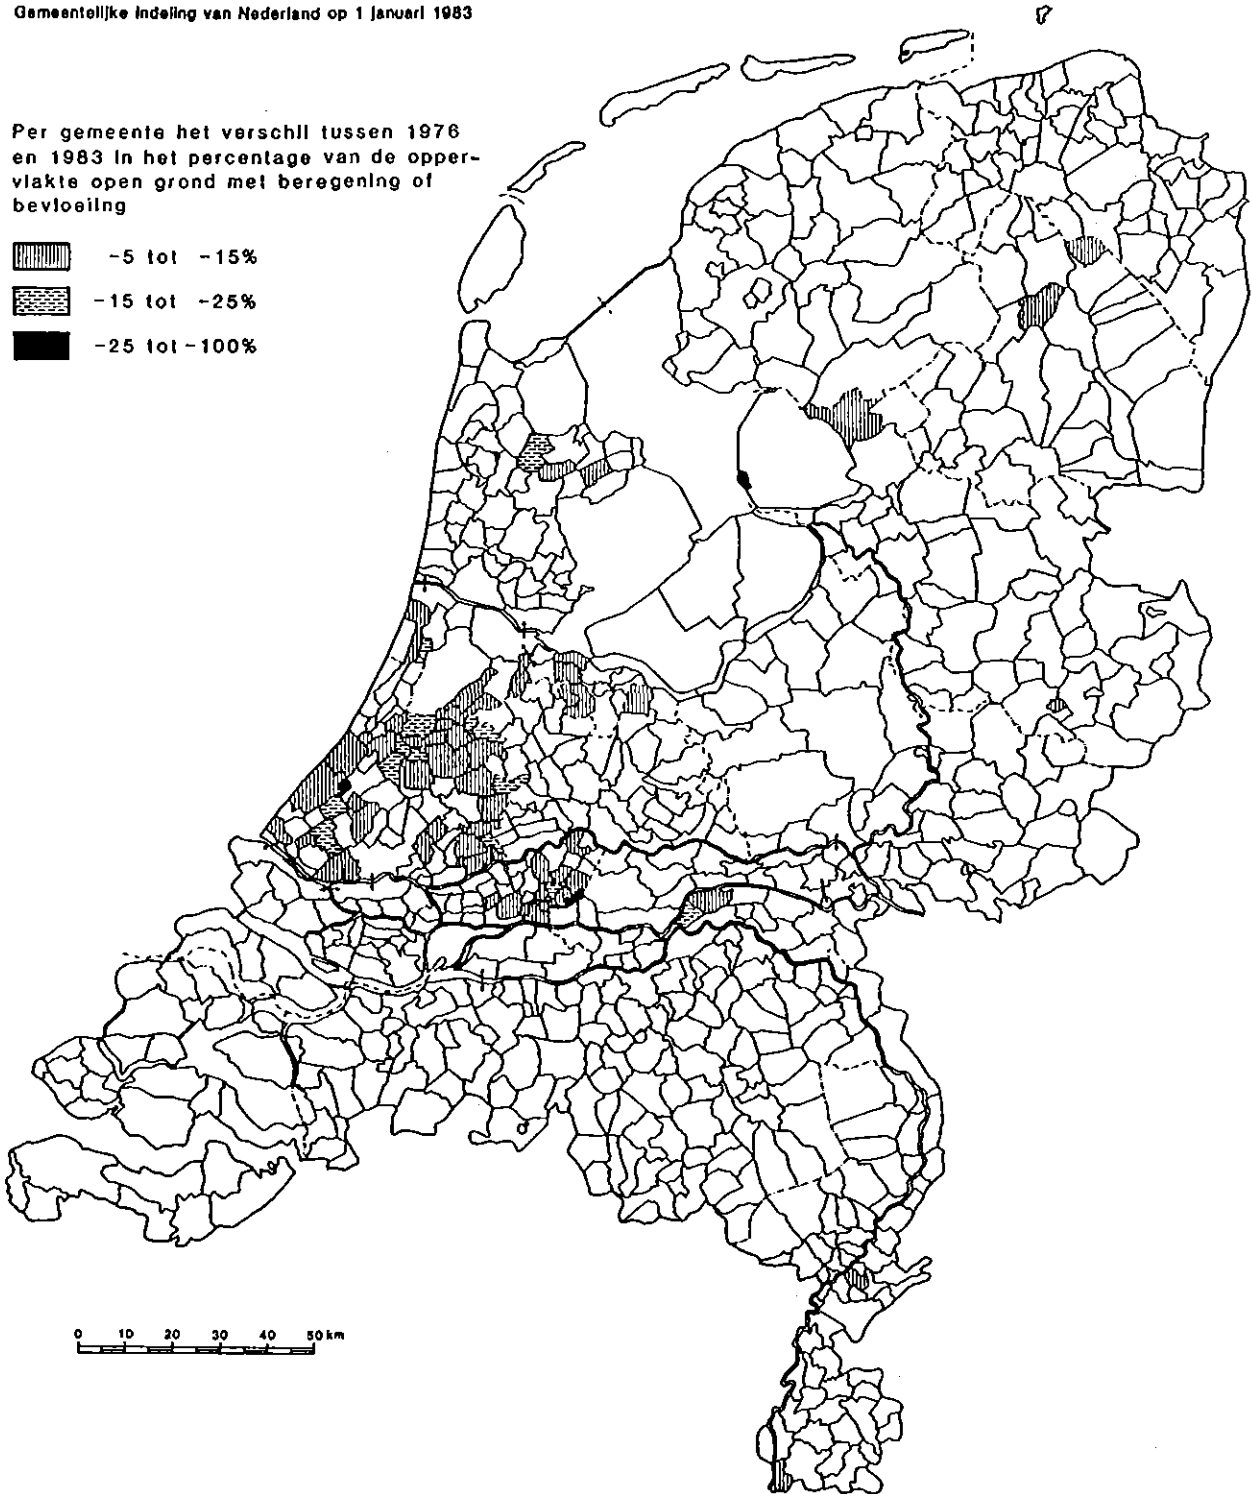 Gemeentelijke indeling van Nederland op 1 januari 1983
Per gemeente het verschil tussen 1976
en 1983 in het percentage van de opper-
vlakte open grond met beregening of
bevloeiing
-5 tot -15%
-15 tot -25%
-25 tot -100%
0 10 20 30 40 50 km